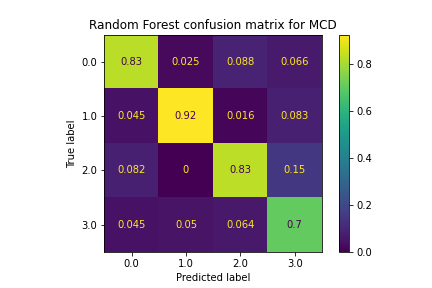 Random Forest confusion matrix for MCD
0.0 0.83 0.025 0.088 0.066
1.0 0.045 0.92 0.016 0.083
2.0 0.082 0 0.83 0.15
3.0 0.045 0.05 0.064 0.7
0.0 1.0 2.0 3.0
Predicted label
True label
0.8
0.6
0.4
0.2
0.0